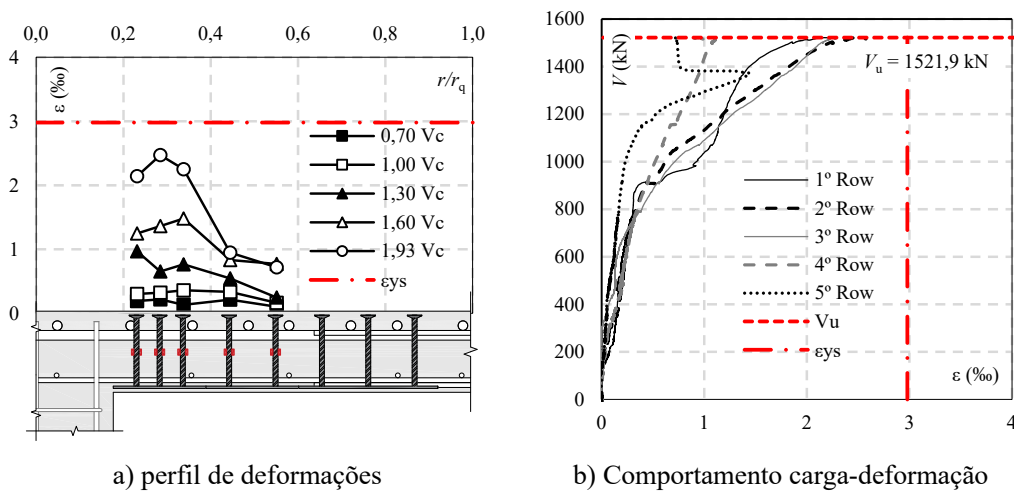 0,0 0,2 0,4 0,6 0,8 1,0
r/rq
ε (‰)
4
3
2
1
0
0,70 Vc
1,00 Vc
1,30 Vc
1,60 Vc
1,93 Vc
εys
a) perfil de deformações
1600
1400
1200
1000
800
600
400
200
0
V (kN)
Vu = 1521,9 kN
1º Row
2º Row
3º Row
4º Row
5º Row
Vu
εys
ε (‰)
0 1 2 3 4
b) Comportamento carga-deformação